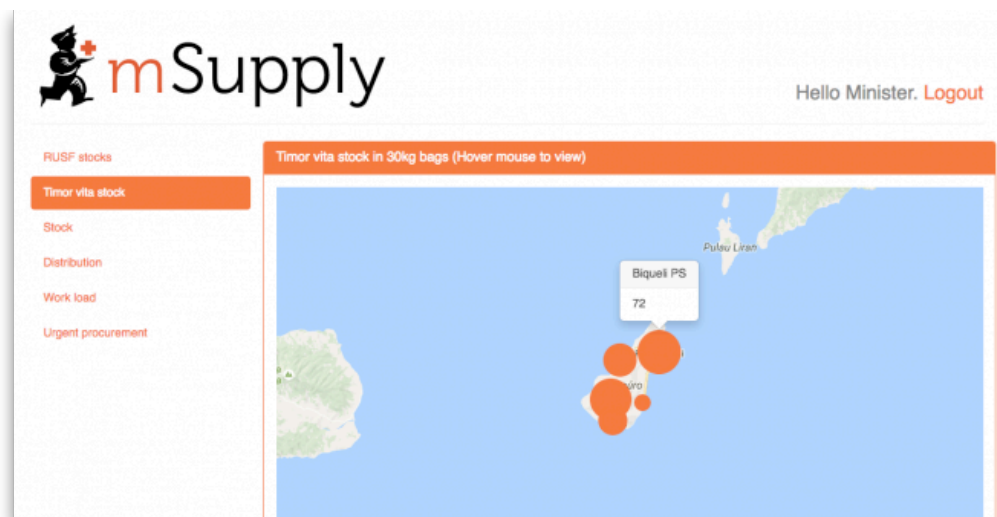 mSupply
Hello Minister. Logout
RUSF stocks
Timor vita stock
Stock
Distribution
Work load
Urgent procurement
Timor vita stock in 30kg bags (Hover mouse to view)
Pulau Liran
Biqueli PS
72